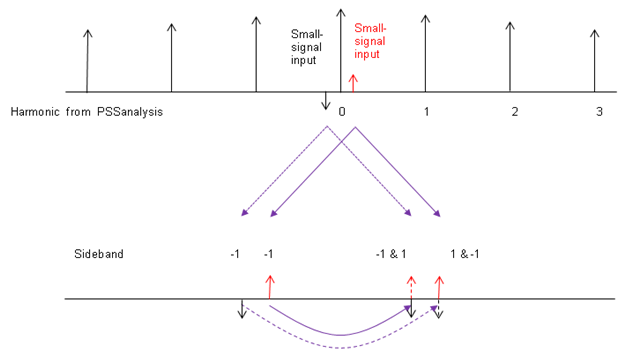 Small-
signal
input
Small-
signal
input
Harmonic from PSSanalysis 0 1 2 3
Sideband -1 -1 -1 & 1 1 & -1